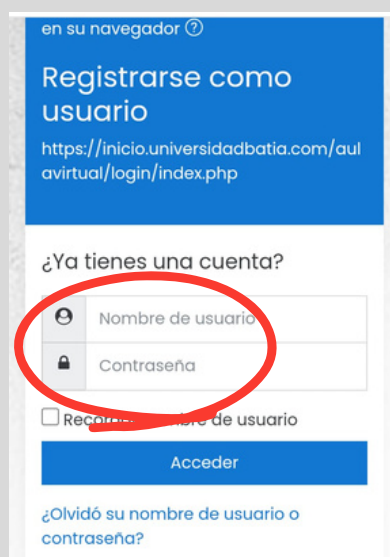 en su navegador
Registrarse como
usuario
https://inicio.universidadbatia.com/aul
avirtual/login/index.php
¿Ya tienes una cuenta?
Nombre de usuario
Contraseña
de usuario
Acceder
¿Olvidó su nombre de usuario o
contraseña?